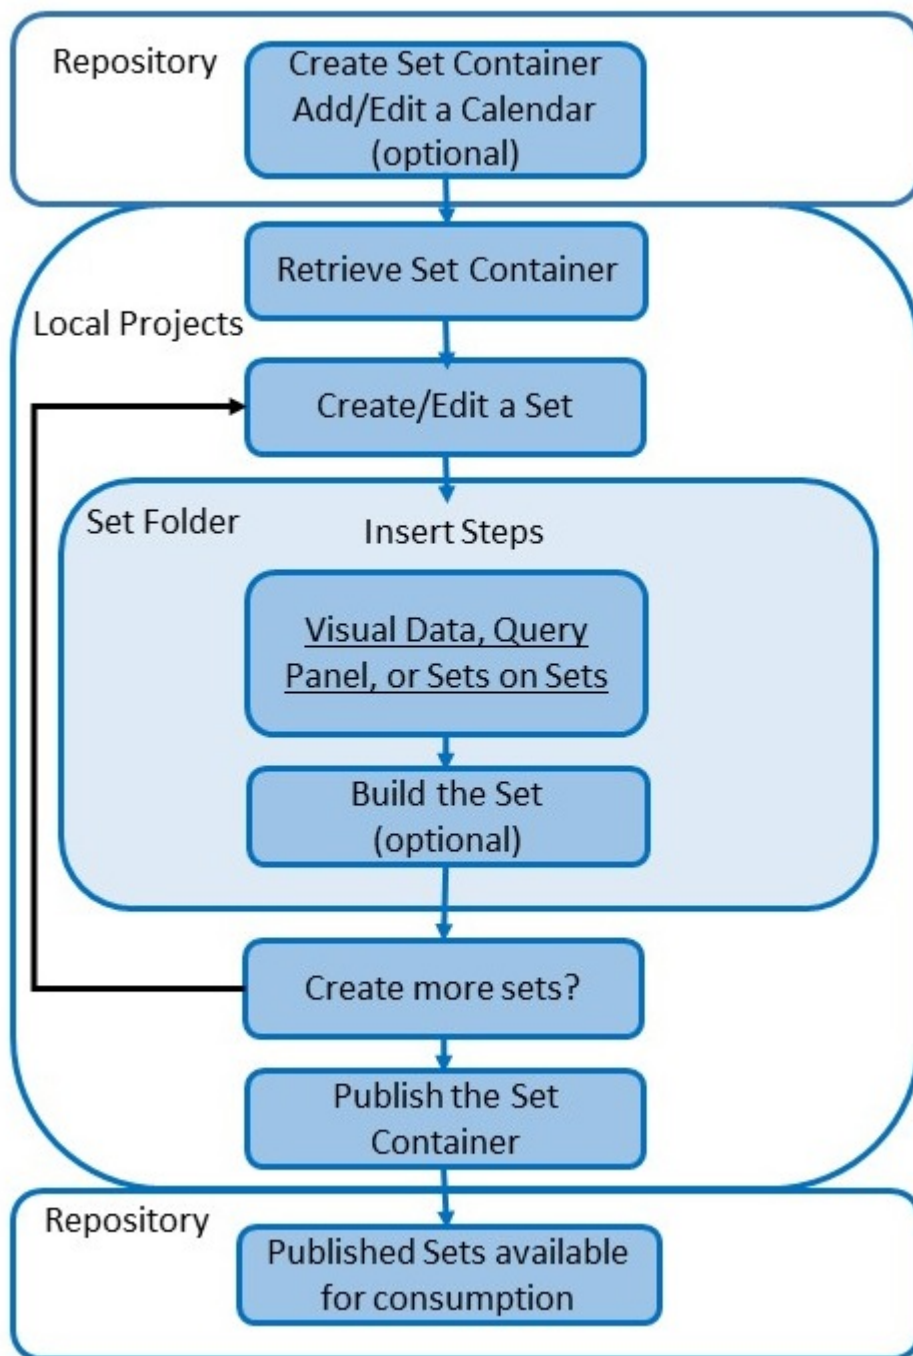 Repository
Create Set Container
Add/Edit a Calendar
(optional)
Retrieve Set Container
Local Projects
Create/Edit a Set
Set Folder
Insert Steps
Visual Data, Query
Panel, or Sets on Sets
Build the Set
(optional)
Create more sets?
Publish the Set
Container
Repository
Published Sets available
for consumption